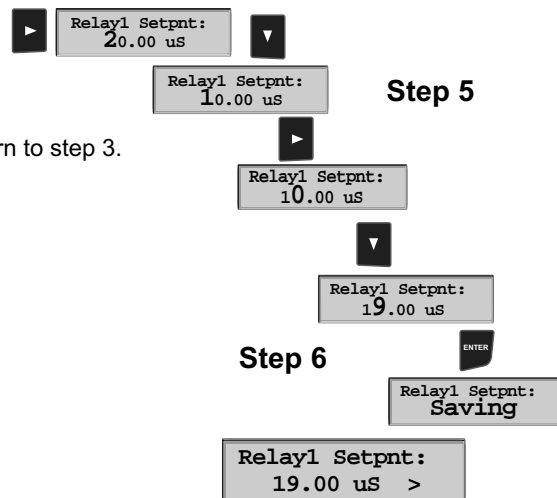 Relay1 Setpnt:
20.00 uS
Relay1 Setpnt:
10.00 uS
Step 5
rn to step 3.
Relay1 Setpnt:
10.00 uS
Relay1 Setpnt:
19.00 uS
Step 6
ENTER
Relay1 Setpnt:
Saving
Relay1 Setpnt:
19.00 uS >